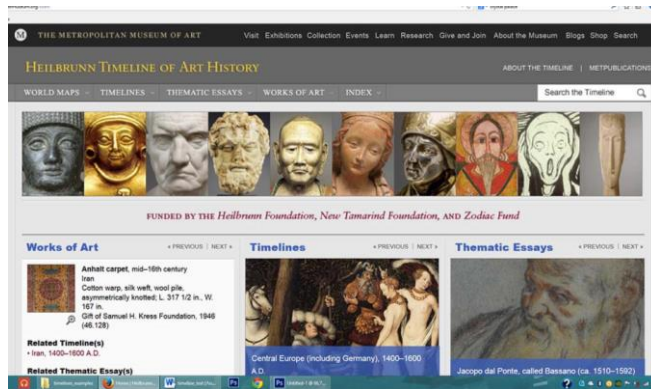 M THE METROPOLITAN MUSEUM OF ART Visit Exhibitions Collection Events Learn Research Give and Join About the Museum Blogs Shop Search
HEILBRUNN TIMELINE OF ART HISTORY
ABOUT THE TIMELINE | METPUBLICATIONS
WORLD MAPS TIMELINES THEMATIC ESSAYS WORKS OF ART INDEX Search the Timeline
FUNDED BY THE Heilbrunn Foundation, New Tamarind Foundation, AND Zodiac Fund
Works of Art « PREVIOUS | NEXT »
Anhalt carpet, mid–16th century
Iran
Cotton warp, silk weft, wool pile,
asymmetrically knotted; L. 317 1/2 in., W.
167 in.
Gift of Samuel H. Kress Foundation, 1946
(46.128)
Related Timeline(s)
• Iran, 1400–1600 A.D.
Related Thematic Essay(s)
Timelines « PREVIOUS | NEXT »
Central Europe (including Germany), 1400–1600
A.D.
Thematic Essays « PREVIOUS | NEXT »
Jacopo dal Ponte, called Bassano (ca. 1510–1592)